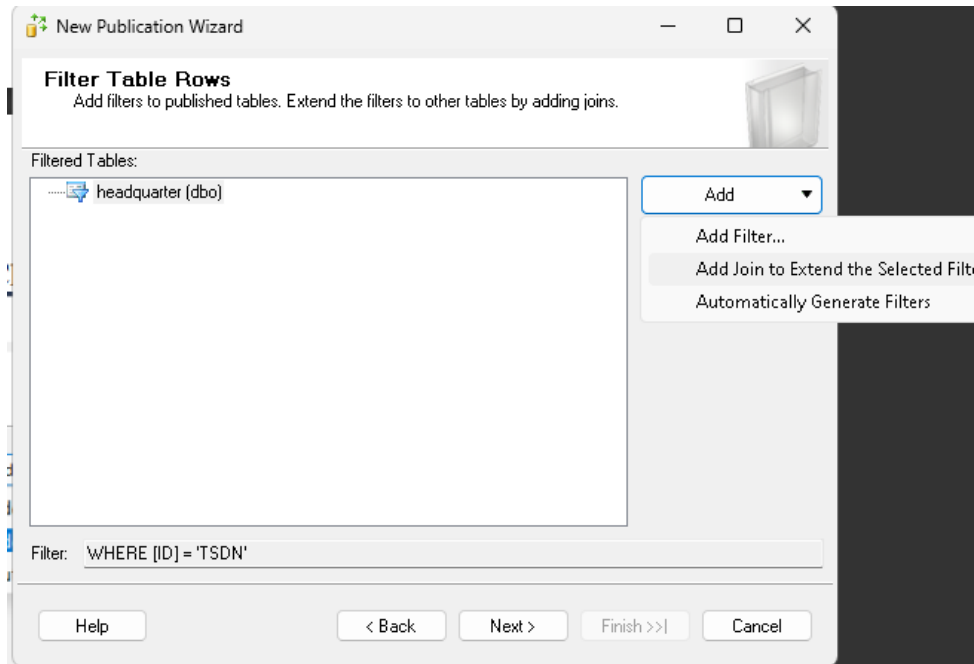 New Publication Wizard
Filter Table Rows
Add filters to published tables. Extend the filters to other tables by adding joins.
Filtered Tables:
headquarter (dbo)
Add
Add Filter...
Add Join to Extend the Selected Filte
Automatically Generate Filters
Filter: WHERE [ID] = 'TSDN'
Help
< Back
Next >
Finish >>|
Cancel